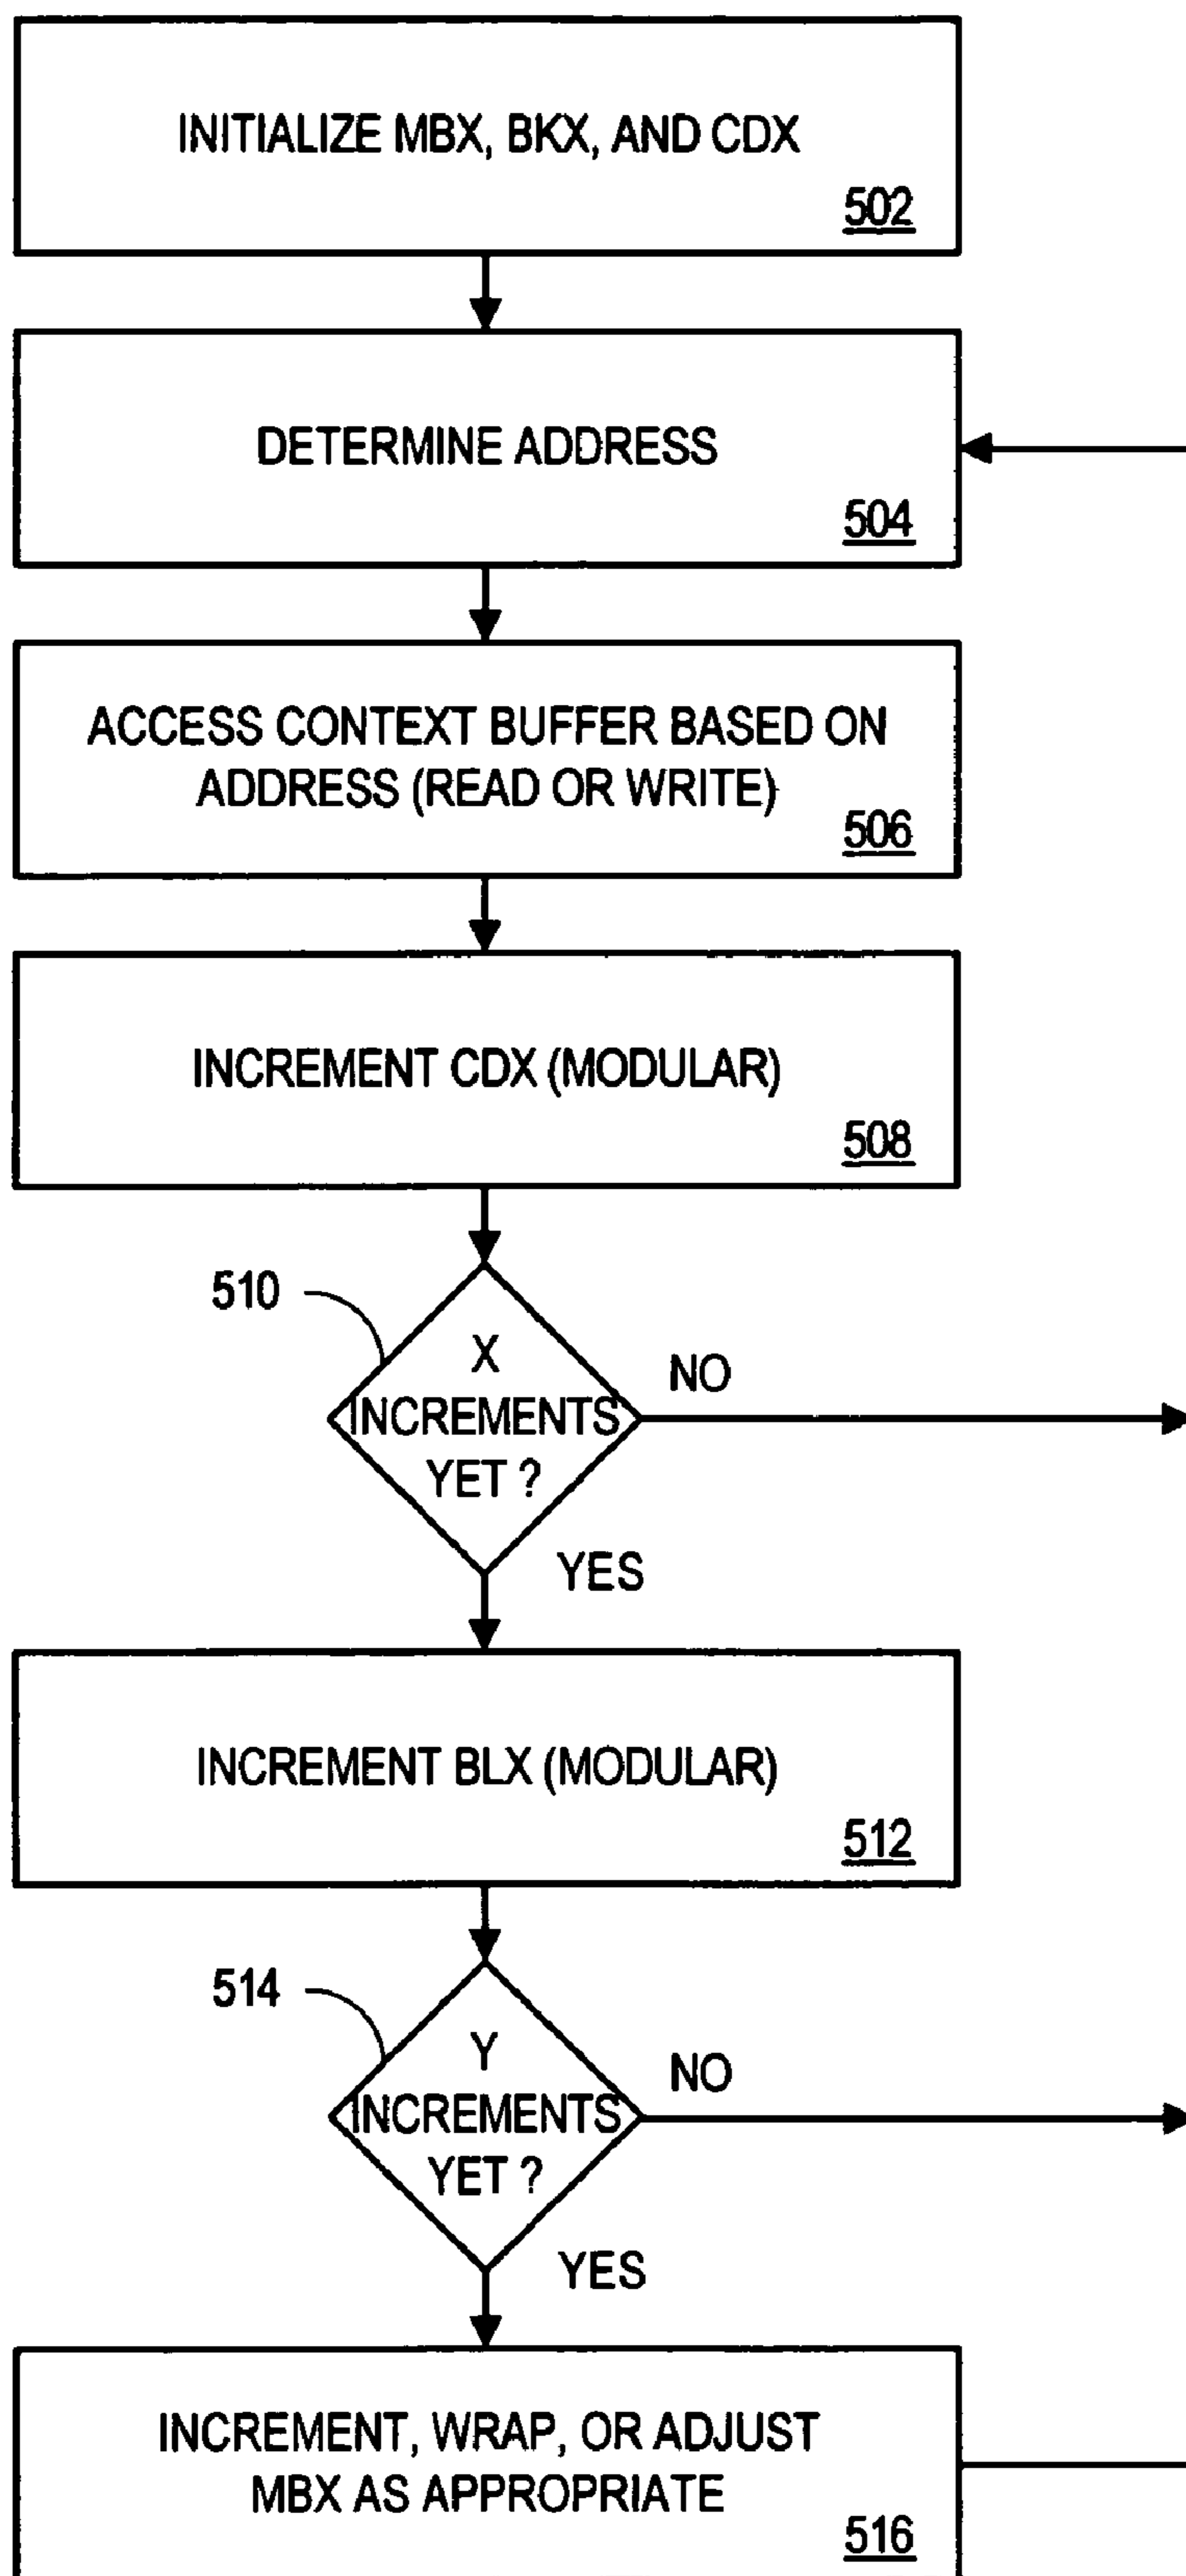 INITIALIZE MBX, BKX, AND CDX
502
DETERMINE ADDRESS
504
ACCESS CONTEXT BUFFER BASED ON
ADDRESS (READ OR WRITE)
506
INCREMENT CDX (MODULAR)
508
510
X
INCREMENTS
YET ?
NO
YES
INCREMENT BLX (MODULAR)
512
514
Y
INCREMENTS
YET ?
NO
YES
INCREMENT, WRAP, OR ADJUST
MBX AS APPROPRIATE
516